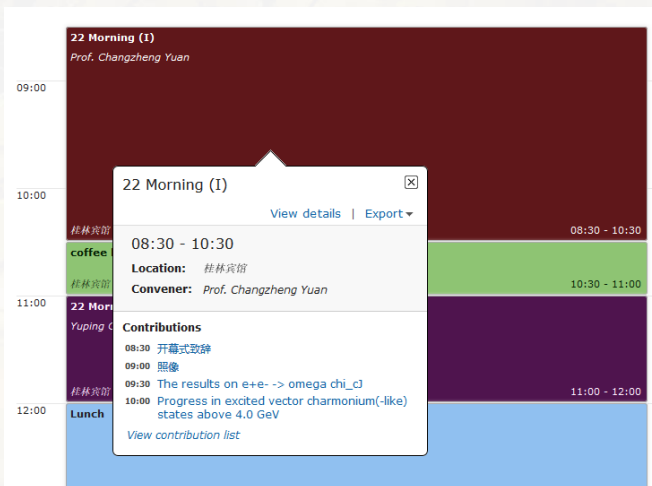 22 Morning (I)
Prof. Changzheng Yuan
09:00
10:00
桂林宾馆
08:30 - 10:30
coffee
桂林宾馆
10:30 - 11:00
11:00
22
Yuping
桂林宾馆
11:00 - 12:00
12:00
Lunch
22 Morning (I)
View details | Export
08:30 - 10:30
Location: 桂林宾馆
Convener: Prof. Changzheng Yuan
Contributions
08:30 开幕式致辞
09:00 照像
09:30 The results on e+e- -> omega chi_cJ
10:00 Progress in excited vector charmonium(-like)
states above 4.0 GeV
View contribution list